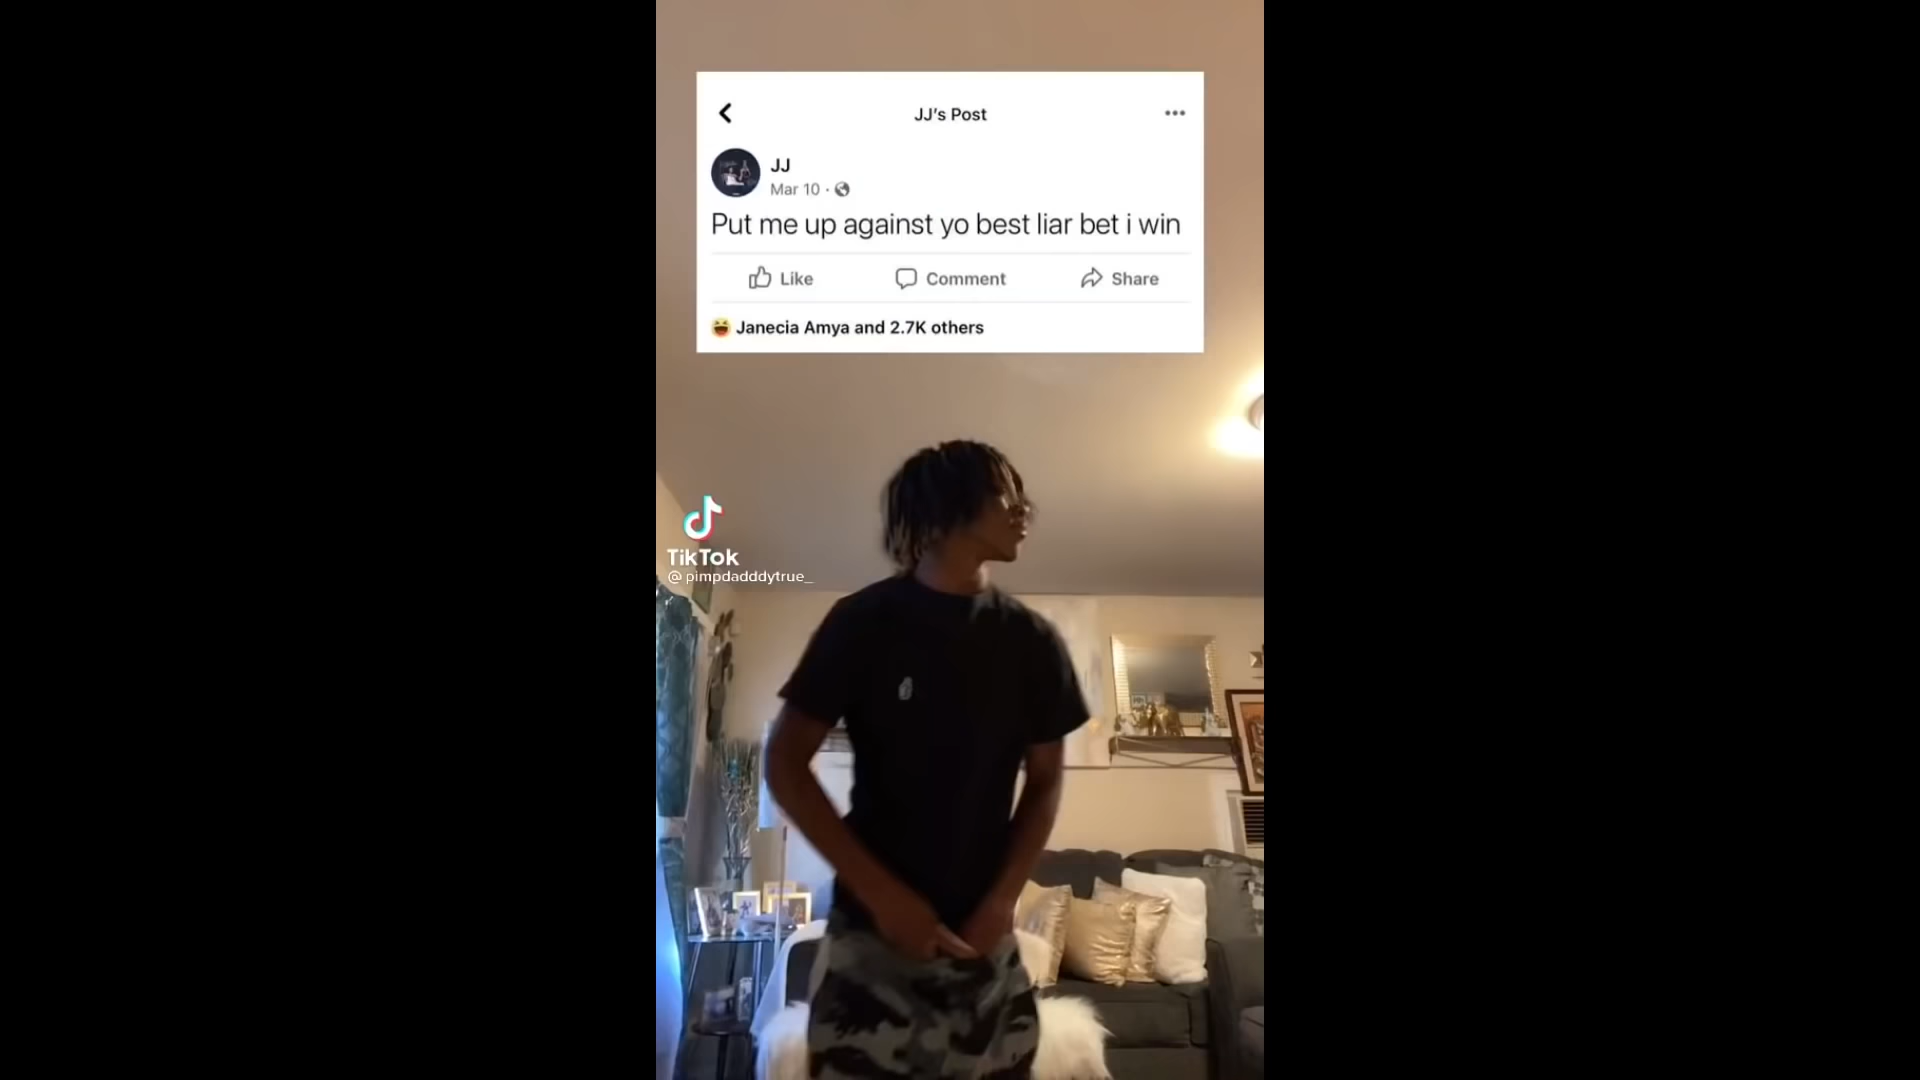 JJ's Post
JJ
Mar 10 ·
Put me up against yo best liar bet i win
Like Comment Share
Janecia Amya and 2.7K others
TikTok
@pimpdadddytrue_